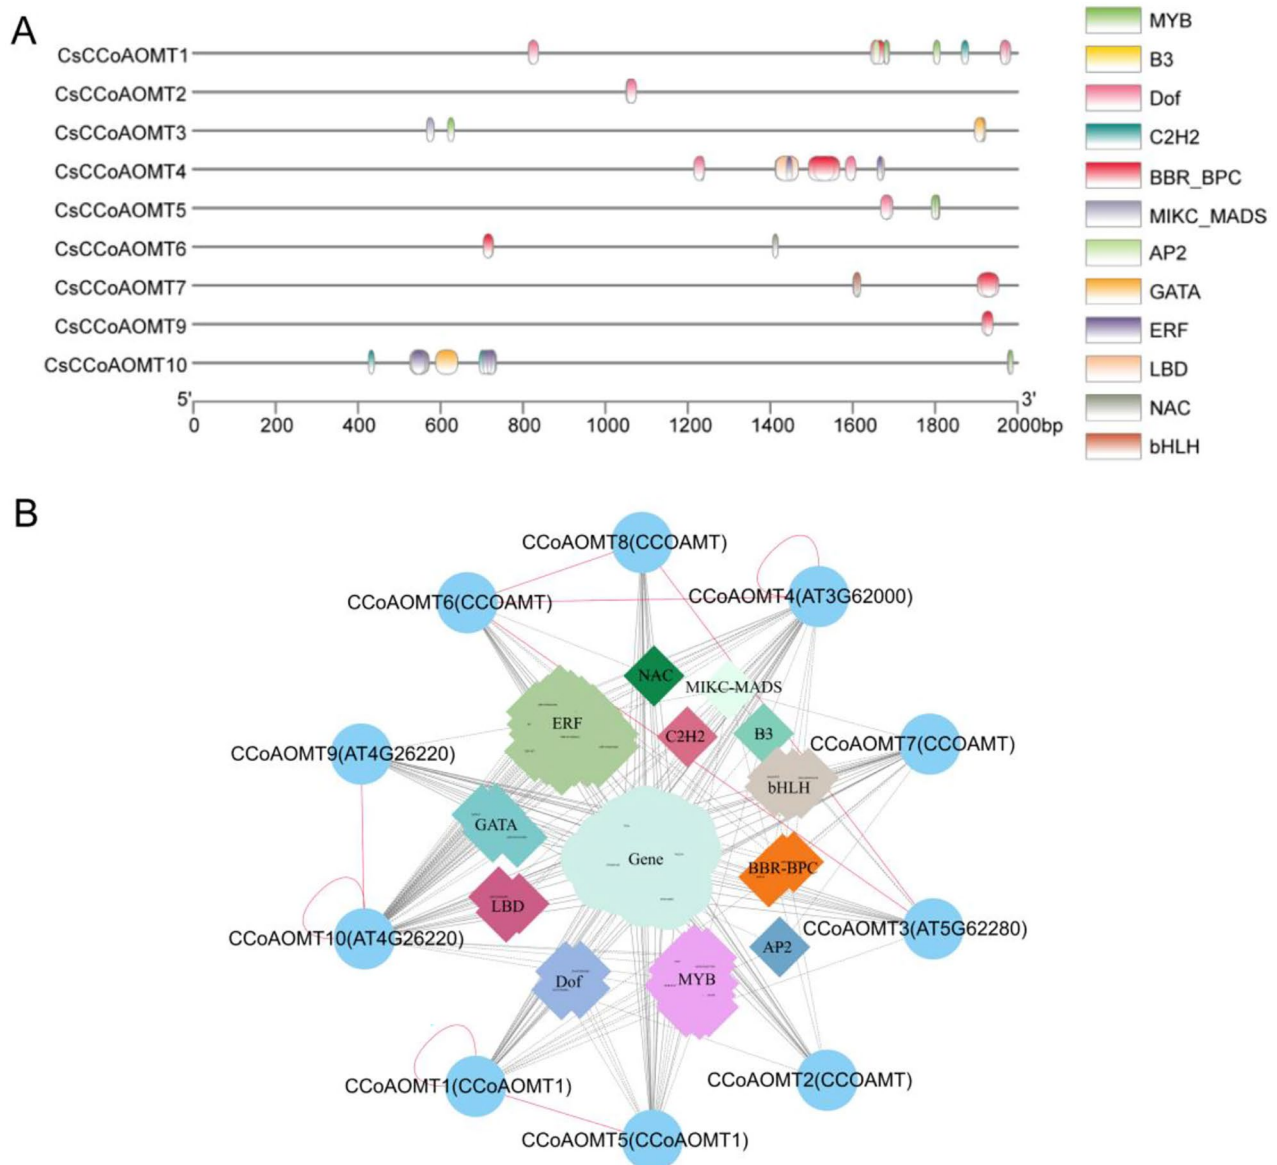 A
CsCCoAOMT1
CsCCoAOMT2
CsCCoAOMT3
CsCCoAOMT4
CsCCoAOMT5
CsCCoAOMT6
CsCCoAOMT7
CsCCoAOMT9
CsCCoAOMT10
5' 3'
0 200 400 600 800 1000 1200 1400 1600 1800 2000bp
MYB
B3
Dof
C2H2
BBR_BPC
MIKC_MADS
AP2
GATA
ERF
LBD
NAC
bHLH
B
CCoAOMT8(CCOAMT)
CCoAOMT6(CCOAMT)
CCoAOMT4(AT3G62000)
NAC
MIKC-MADS
ERF
C2H2
B3
CCoAOMT9(AT4G26220)
CCoAOMT7(CCOAMT)
bHLH
GATA
Gene
BBR-BPC
LBD
CCoAOMT10(AT4G26220)
CCoAOMT3(AT5G62280)
AP2
Dof
MYB
CCoAOMT1(CCoAOMT1)
CCoAOMT2(CCOAMT)
CCoAOMT5(CCoAOMT1)